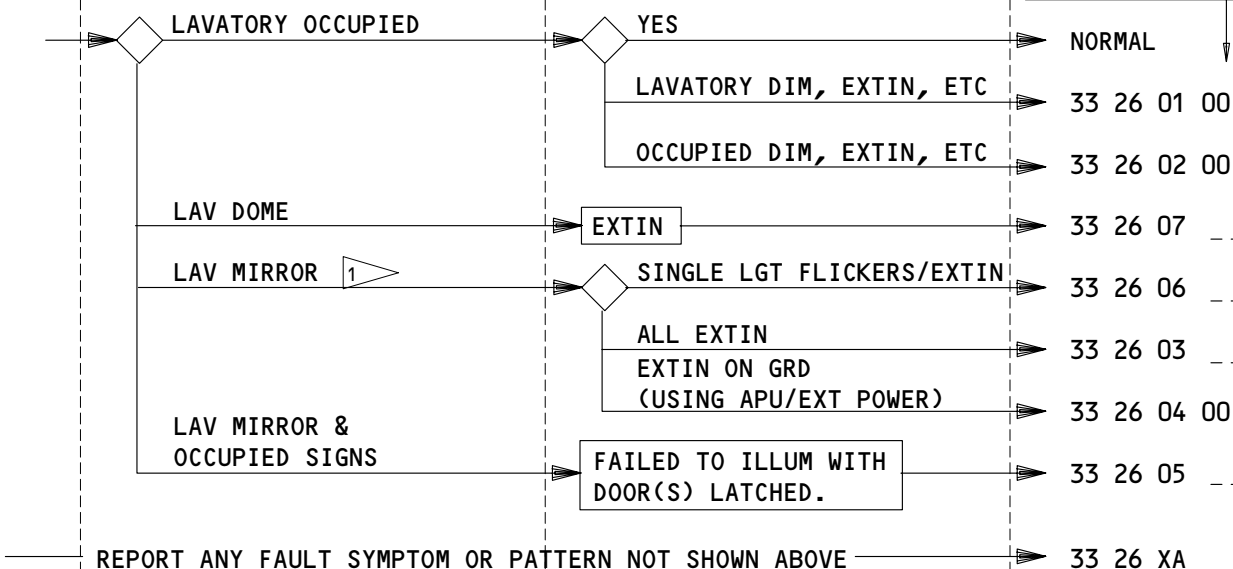 LAVATORY OCCUPIED YES NORMAL
LAVATORY DIM, EXTIN, ETC 33 26 01 00
OCCUPIED DIM, EXTIN, ETC 33 26 02 00
LAV DOME EXTIN 33 26 07 _ _
LAV MIRROR 1 SINGLE LGT FLICKERS/EXTIN 33 26 06 _ _
ALL EXTIN 33 26 03 _ _
EXTIN ON GRD
(USING APU/EXT POWER) 33 26 04 00
LAV MIRROR &
OCCUPIED SIGNS FAILED TO ILLUM WITH
DOOR(S) LATCHED. 33 26 05 _ _
REPORT ANY FAULT SYMPTOM OR PATTERN NOT SHOWN ABOVE 33 26 XA